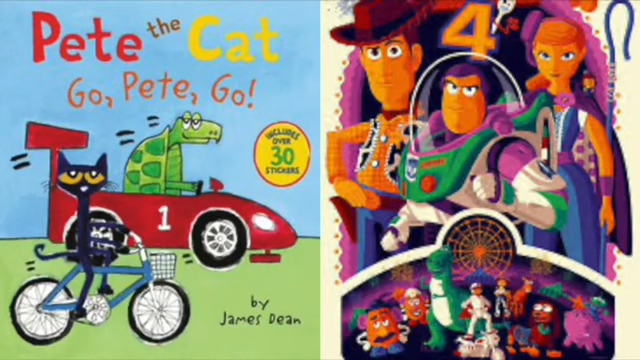 Pete the Cat
Go, Pete, Go!
INCLUDES
OVER
30
STICKERS
1
by
James Dean
4